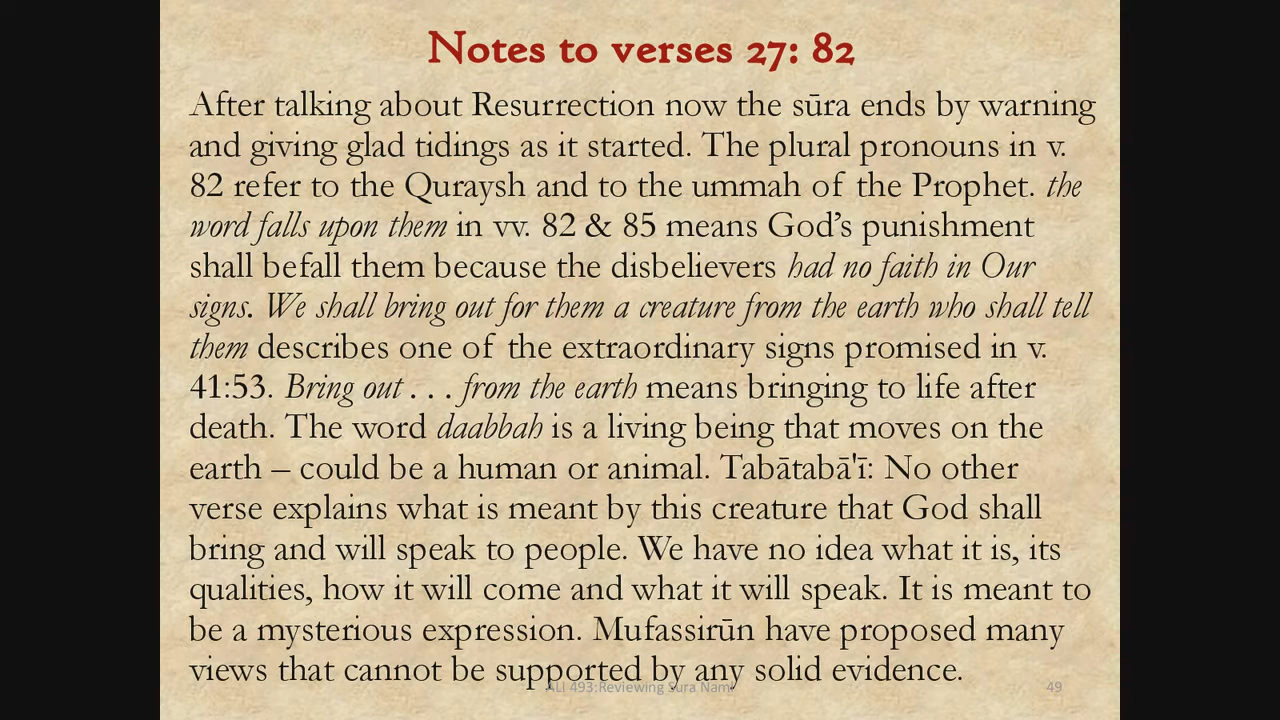 Notes to verses 27: 82
After talking about Resurrection now the sūra ends by warning
and giving glad tidings as it started. The plural pronouns in v.
82 refer to the Quraysh and to the ummah of the Prophet. the
word falls upon them in vv. 82 & 85 means God’s punishment
shall befall them because the disbelievers had no faith in Our
signs. We shall bring out for them a creature from the earth who shall tell
them describes one of the extraordinary signs promised in v.
41:53. Bring out . . . from the earth means bringing to life after
death. The word daabbah is a living being that moves on the
earth – could be a human or animal. Tabātabā'ī: No other
verse explains what is meant by this creature that God shall
bring and will speak to people. We have no idea what it is, its
qualities, how it will come and what it will speak. It is meant to
be a mysterious expression. Mufassirūn have proposed many
views that cannot be supported by any solid evidence.
ALI 493:Reviewing Sura Naml 49